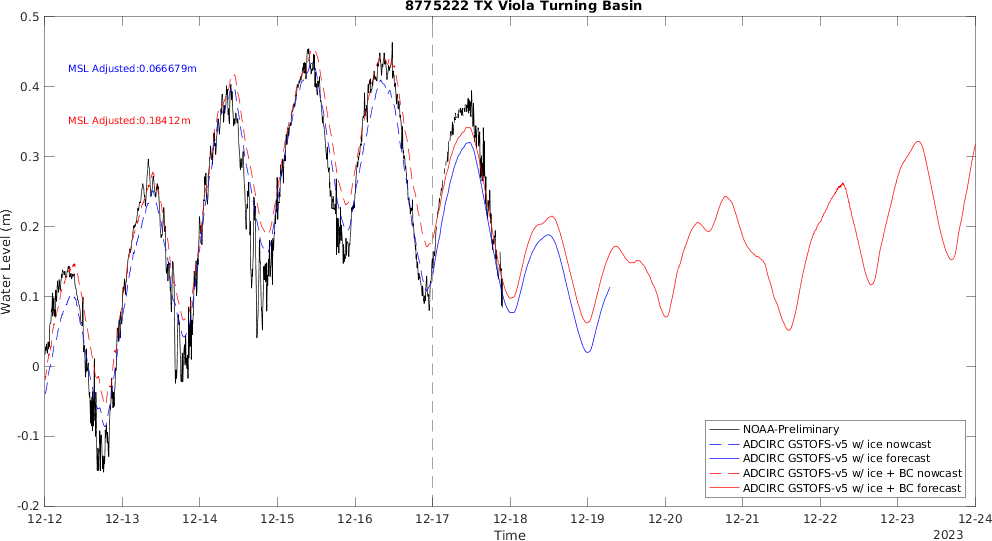 8775222 TX Viola Turning Basin
0.5
0.4
0.3
0.2
0.1
0
-0.1
-0.2
Water Level (m)
MSL Adjusted:0.066679m
MSL Adjusted:0.18412m
NOAA-Preliminary
ADCIRC GSTOFS-v5 w/ ice nowcast
ADCIRC GSTOFS-v5 w/ ice forecast
ADCIRC GSTOFS-v5 w/ ice + BC nowcast
ADCIRC GSTOFS-v5 w/ ice + BC forecast
12-12 12-13 12-14 12-15 12-16 12-17 12-18 12-19 12-20 12-21 12-22 12-23 12-24
Time
2023